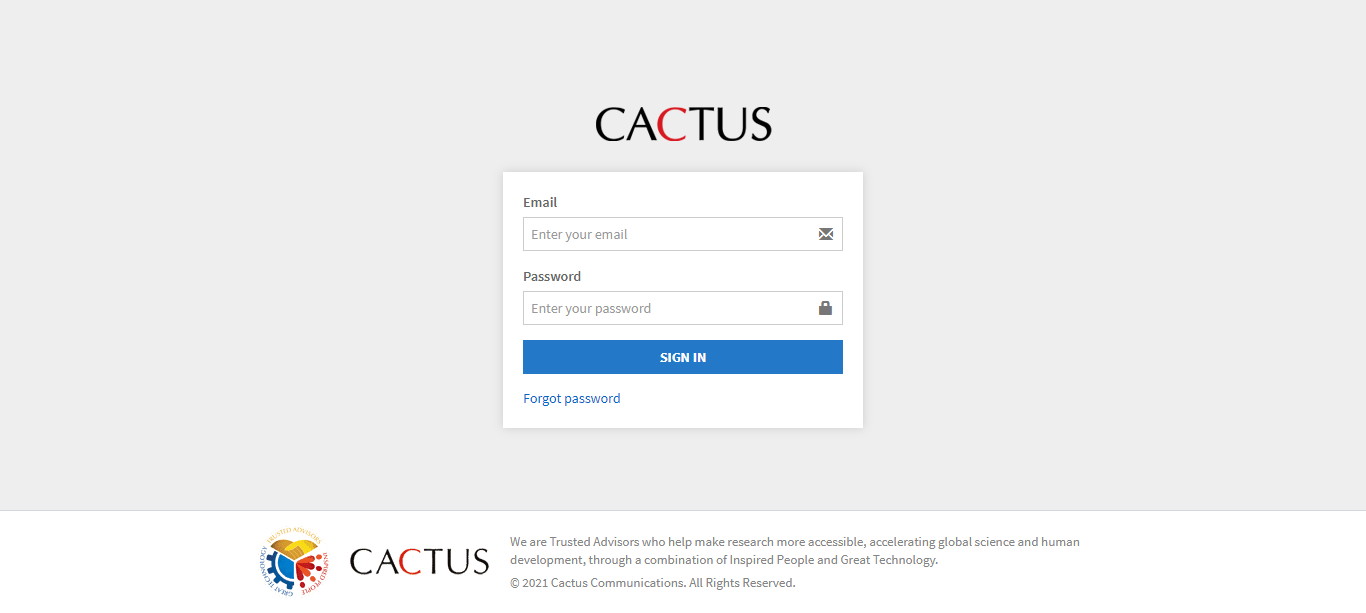 CACTUS
Email
Enter your email
Password
Enter your password
SIGN IN
Forgot password
TRUSTED ADVISORS
INSPIRED PEOPLE
GREAT TECHNOLOGY
CACTUS
We are Trusted Advisors who help make research more accessible, accelerating global science and human
development, through a combination of Inspired People and Great Technology.
© 2021 Cactus Communications. All Rights Reserved.